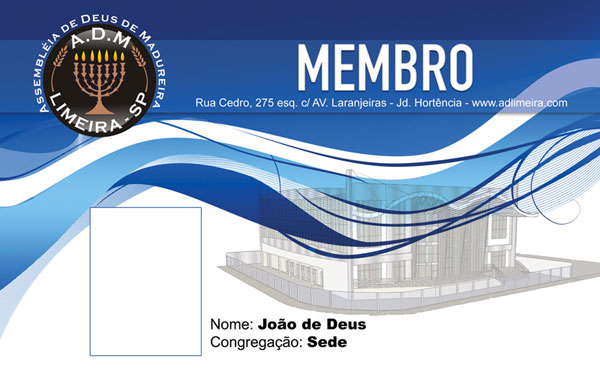 ASSEMBLÉIA DE DEUS DE MADUREIRA
A.D.M
LIMEIRA - SP
MEMBRO
Rua Cedro, 275 esq. c/ AV. Laranjeiras - Jd. Hortência - www.adlimeira.com
Nome: João de Deus
Congregação: Sede